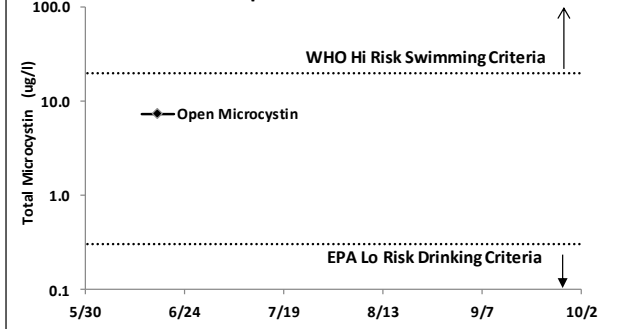 100.0
WHO Hi Risk Swimming Criteria
10.0
Open Microcystin
Total Microcystin (ug/l)
1.0
EPA Lo Risk Drinking Criteria
0.1
5/30 6/24 7/19 8/13 9/7 10/2